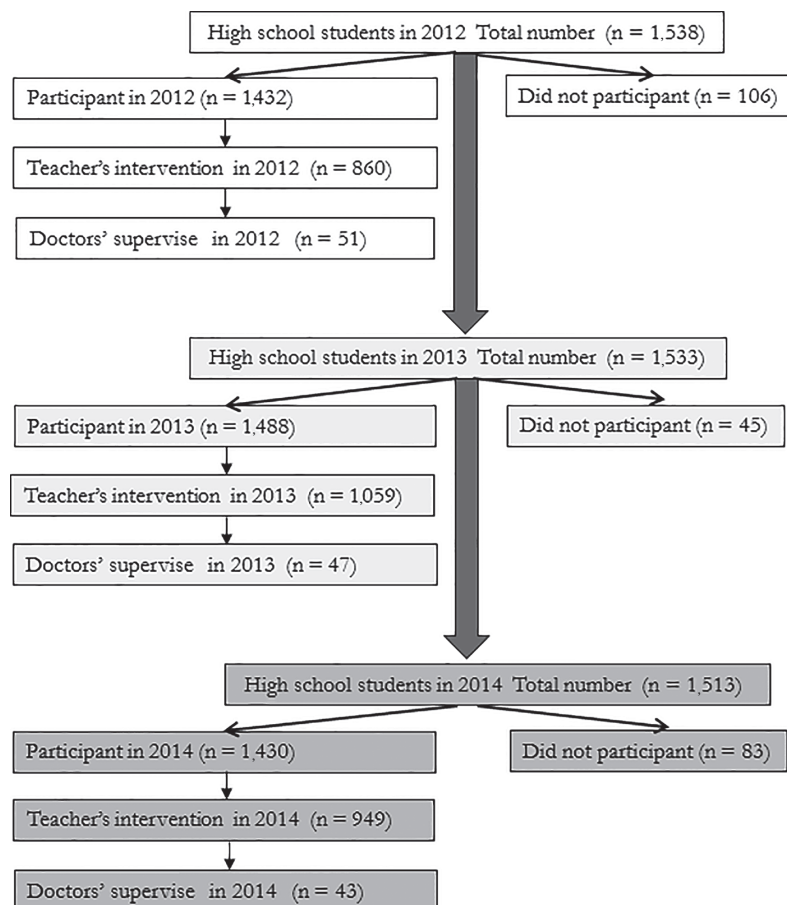 High school students in 2012 Total number (n = 1,538)
Participant in 2012 (n = 1,432)
Did not participant (n = 106)
Teacher's intervention in 2012 (n = 860)
Doctors' supervise in 2012 (n = 51)
High school students in 2013 Total number (n = 1,533)
Participant in 2013 (n = 1,488)
Did not participant (n = 45)
Teacher's intervention in 2013 (n = 1,059)
Doctors' supervise in 2013 (n = 47)
High school students in 2014 Total number (n = 1,513)
Participant in 2014 (n = 1,430)
Did not participant (n = 83)
Teacher's intervention in 2014 (n = 949)
Doctors' supervise in 2014 (n = 43)